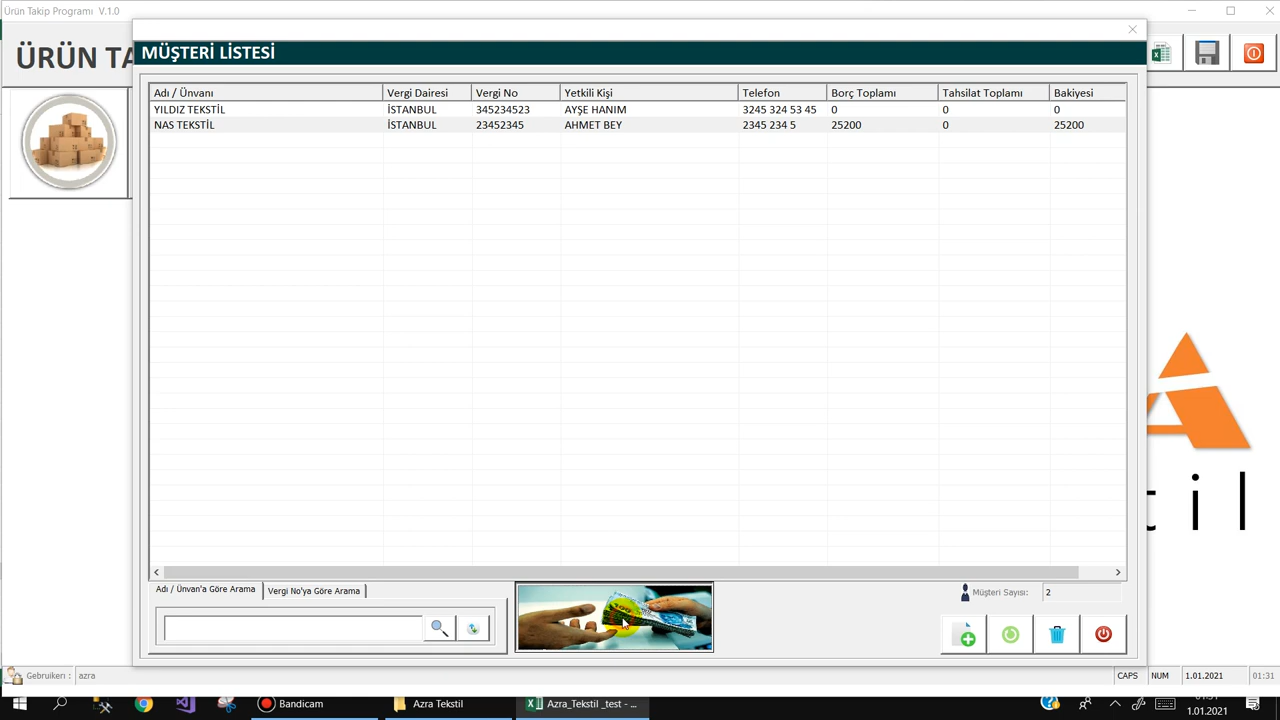 Ürün Takip Programı V.1.0
ÜRÜN TA
MÜŞTERİ LİSTESİ
Adı / Ünvanı Vergi Dairesi Vergi No Yetkili Kişi Telefon Borç Toplamı Tahsilat Toplamı Bakiyesi
YILDIZ TEKSTİL İSTANBUL 345234523 AYŞE HANIM 3245 324 53 45 0 0 0
NAS TEKSTİL İSTANBUL 23452345 AHMET BEY 2345 234 5 25200 0 25200
til
Adı / Ünvan'a Göre Arama Vergi No'ya Göre Arama
Müşteri Sayısı: 2
Gebruikerı : azra CAPS NUM 1.01.2021 01:31
Bandicam Azra Tekstil Azra_Tekstil _test - ... 01:31
1.01.2021